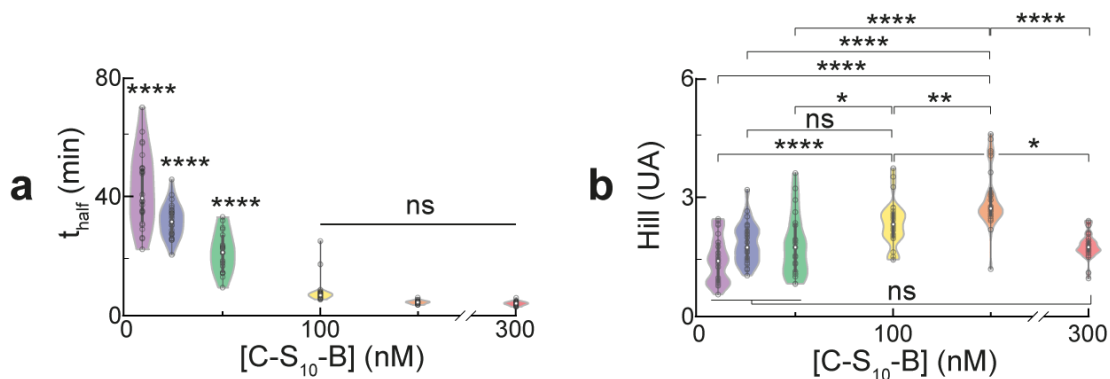 a
t_half (min)
80
40
0
****
****
****
ns
0
100
300
[C-S₁₀-B] (nM)
b
Hill (UA)
6
3
0
**** ****
****
****
* **
ns
**** *
ns
0
100
300
[C-S₁₀-B] (nM)